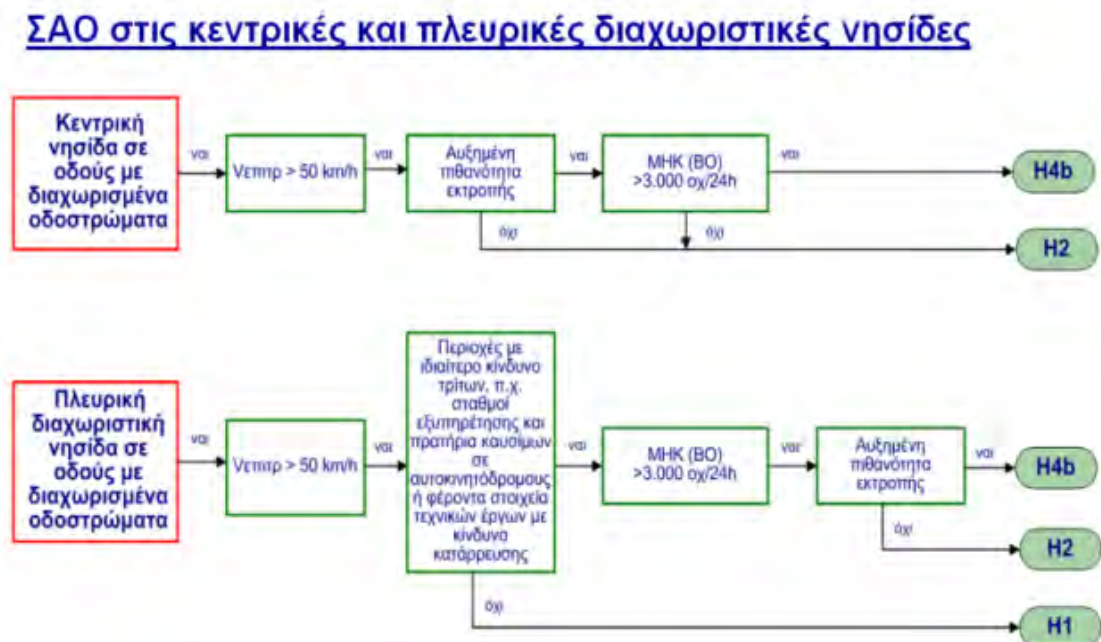 ΣΑΟ στις κεντρικές και πλευρικές διαχωριστικές νησίδες
Κεντρική
νησίδα σε
οδούς με
διαχωρισμένα
οδοστρώματα
ναι
Vεπιτρ > 50 km/h
ναι
Αυξημένη
πιθανότητα
εκτροπής
ναι
ΜΗΚ (ΒΟ)
>3.000 οχ/24h
ναι
H4b
όχι
όχι
H2
Πλευρική
διαχωριστική
νησίδα σε
οδούς με
διαχωρισμένα
οδοστρώματα
ναι
Vεπιτρ > 50 km/h
ναι
Περιοχές με
ιδιαίτερο κίνδυνο
τρίτων, π.χ.
σταθμοί
εξυπηρέτησης και
πρατήρια καυσίμων
σε
αυτοκινητόδρομους
ή φέροντα στοιχεία
τεχνικών έργων με
κίνδυνο
κατάρρευσης
ναι
ΜΗΚ (ΒΟ)
>3.000 οχ/24h
ναι
Αυξημένη
πιθανότητα
εκτροπής
ναι
H4b
όχι
H2
όχι
H1